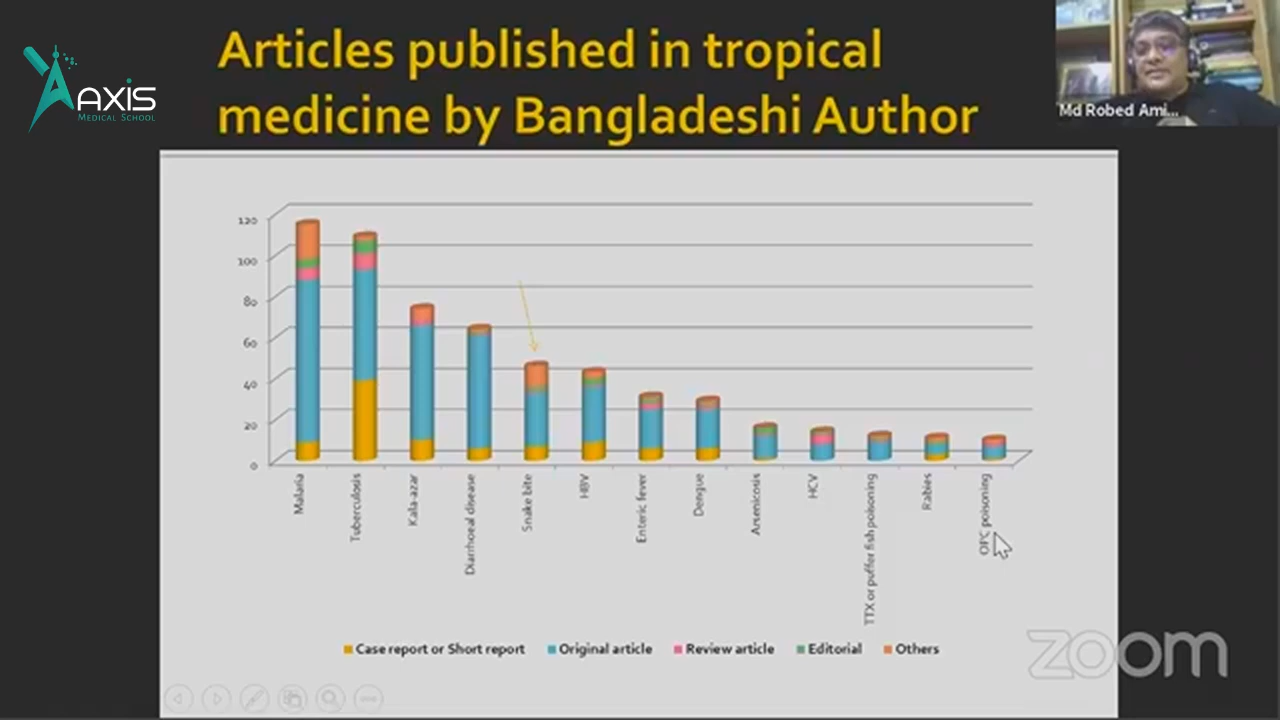 AXIS
MEDICAL SCHOOL
Articles published in tropical
medicine by Bangladeshi Author
Md Robed Ami...
120
100
80
60
40
20
0
Malaria
Tuberculosis
Kala-azar
Diarrhoeal disease
Snake bite
HBV
Enteric fever
Dengue
Arsenicosis
HCV
TTX or puffer fish poisoning
Rabies
OPC poisoning
Case report or Short report
Original article
Review article
Editorial
Others
zoom